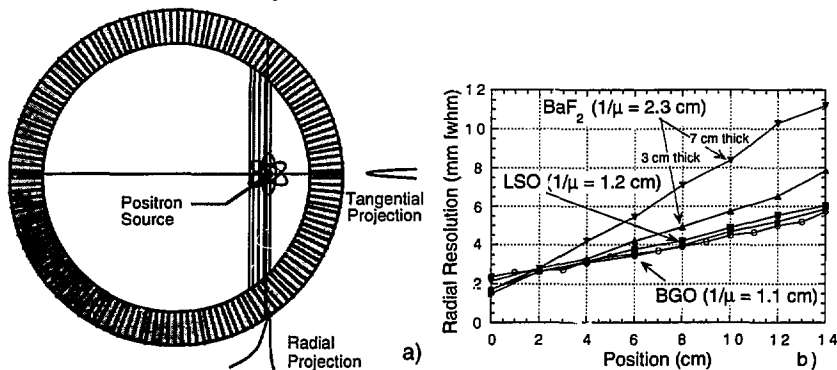 Positron
Source
Tangential
Projection
Radial
Projection
a)
Radial Resolution (mm fwhm)
12
10
8
6
4
2
0
BaF₂ (1/μ = 2.3 cm)
7 cm thick
3 cm thick
LSO (1/μ = 1.2 cm)
BGO (1/μ = 1.1 cm)
0 2 4 6 8 10 12 14
Position (cm)
b)